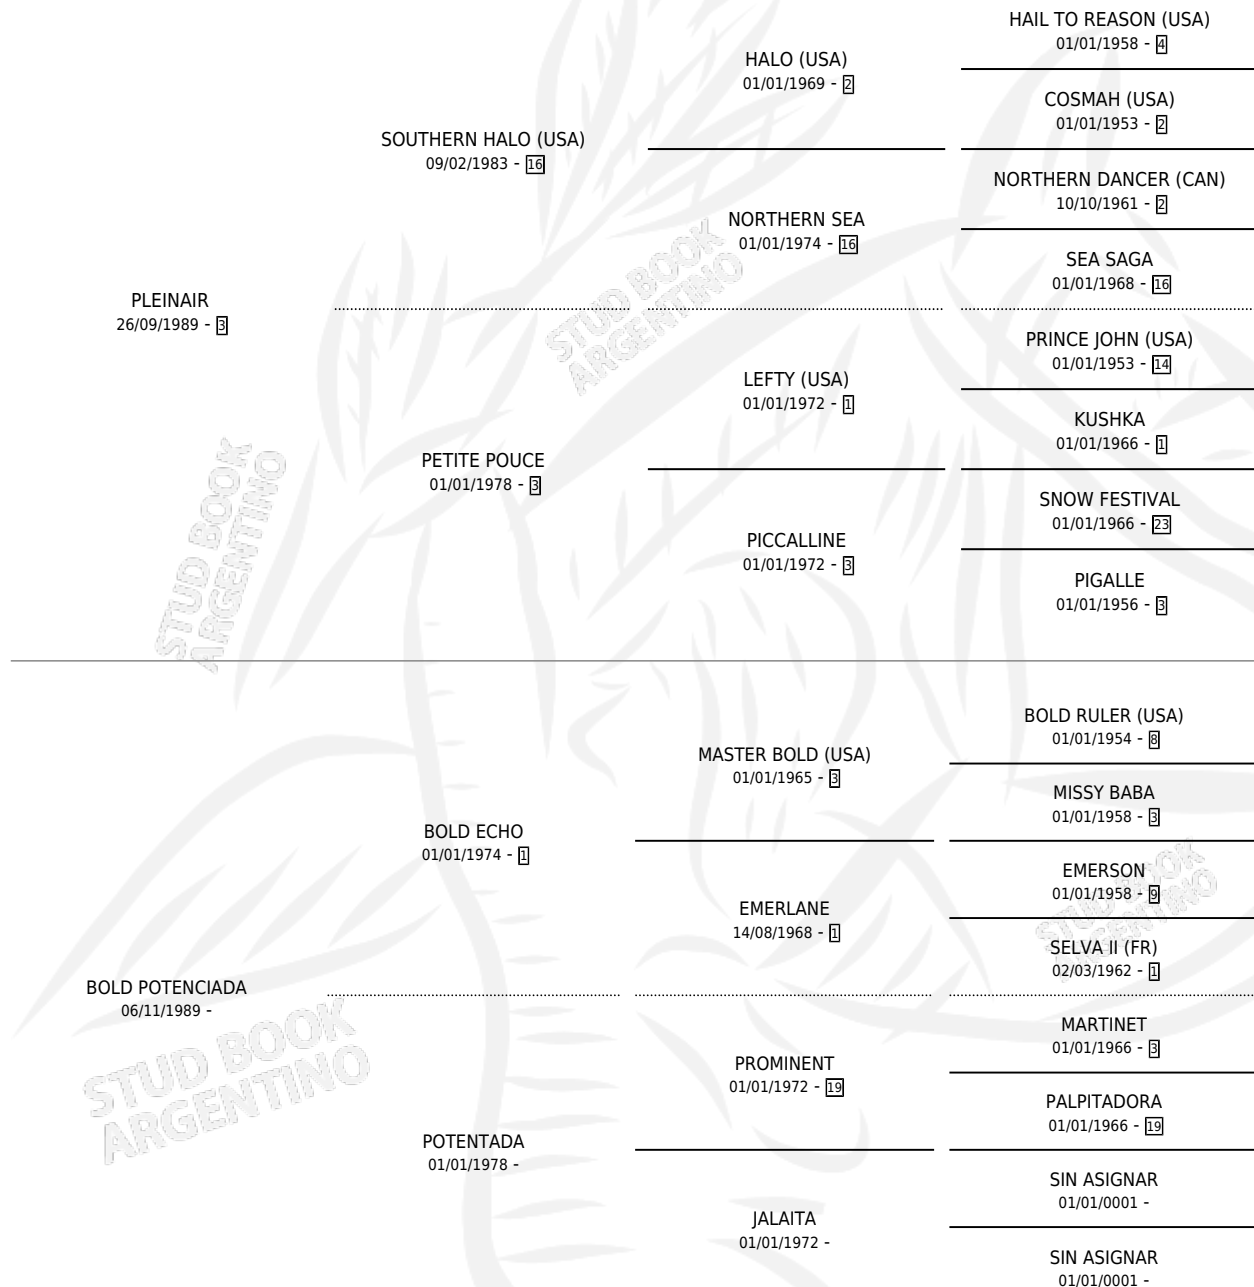 HAIL TO REASON (USA)
01/01/1958 - 4
HALO (USA)
01/01/1969 - 2
COSMAH (USA)
01/01/1953 - 2
SOUTHERN HALO (USA)
09/02/1983 - 16
NORTHERN DANCER (CAN)
10/10/1961 - 2
NORTHERN SEA
01/01/1974 - 16
SEA SAGA
01/01/1968 - 16
STUD BOOK
ARGENTINO
PLEINAIR
26/09/1989 - 3
PRINCE JOHN (USA)
01/01/1953 - 14
LEFTY (USA)
01/01/1972 - 1
KUSHKA
01/01/1966 - 1
PETITE POUCE
01/01/1978 - 3
SNOW FESTIVAL
01/01/1966 - 23
PICCALLINE
01/01/1972 - 3
PIGALLE
01/01/1956 - 3
STUD BOOK
ARGENTINO
BOLD RULER (USA)
01/01/1954 - 8
MASTER BOLD (USA)
01/01/1965 - 3
MISSY BABA
01/01/1958 - 3
BOLD ECHO
01/01/1974 - 1
EMERSON
01/01/1958 - 9
EMERLANE
14/08/1968 - 1
STUD BOOK
ARGENTINO
SELVA II (FR)
02/03/1962 - 1
BOLD POTENCIADA
06/11/1989 -
MARTINET
01/01/1966 - 3
STUD BOOK
ARGENTINO
PROMINENT
01/01/1972 - 19
PALPITADORA
01/01/1966 - 19
POTENTADA
01/01/1978 -
SIN ASIGNAR
01/01/0001 -
JALAITA
01/01/1972 -
SIN ASIGNAR
01/01/0001 -